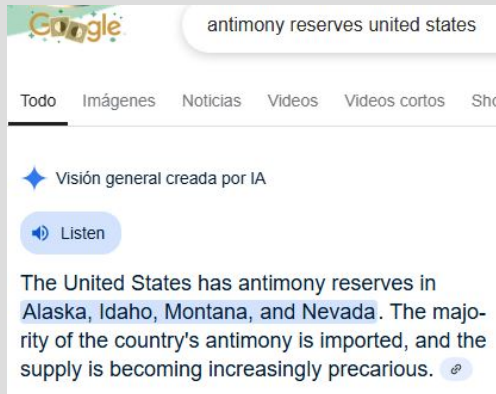 Google
antimony reserves united states
Todo Imágenes Noticias Videos Videos cortos Sho
Visión general creada por IA
Listen
The United States has antimony reserves in
Alaska, Idaho, Montana, and Nevada. The majo-
rity of the country's antimony is imported, and the
supply is becoming increasingly precarious.